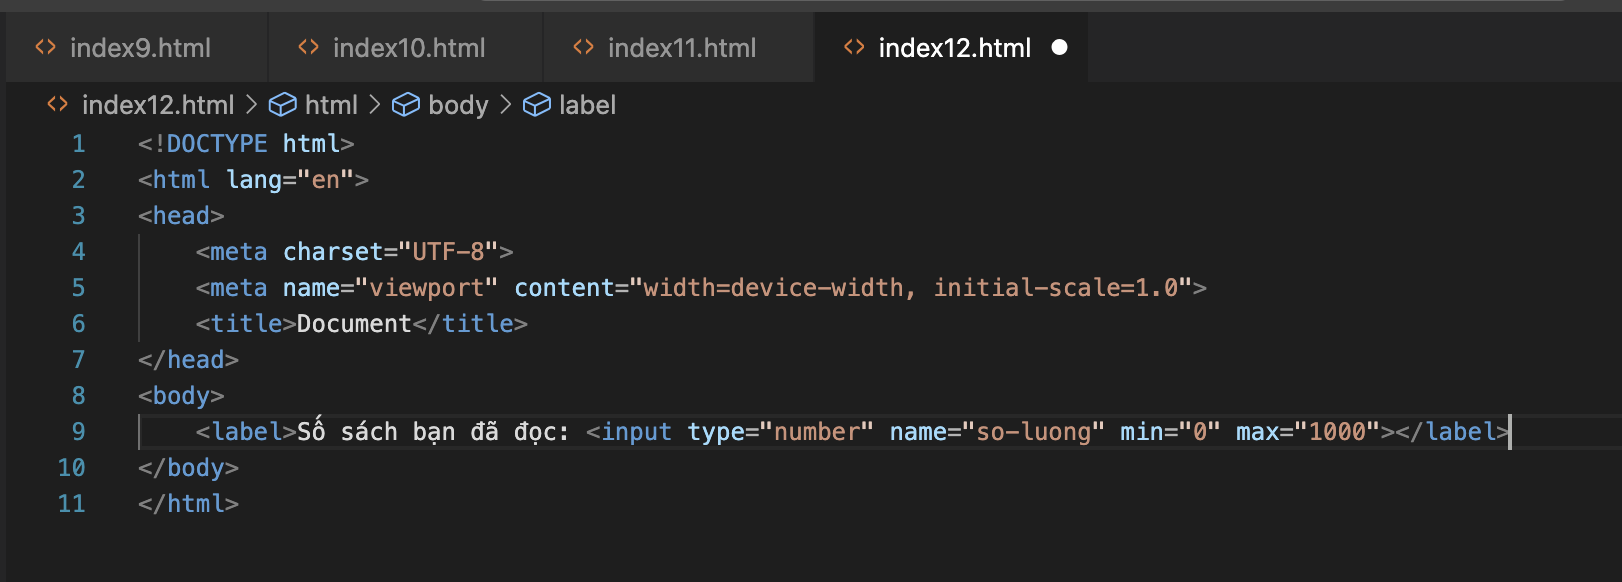 index9.html index10.html index11.html index12.html
index12.html > html > body > label
1 <!DOCTYPE html>
2 <html lang="en">
3 <head>
4     <meta charset="UTF-8">
5     <meta name="viewport" content="width=device-width, initial-scale=1.0">
6     <title>Document</title>
7 </head>
8 <body>
9     <label>Số sách bạn đã đọc: <input type="number" name="so-luong" min="0" max="1000"></label>
10 </body>
11 </html>